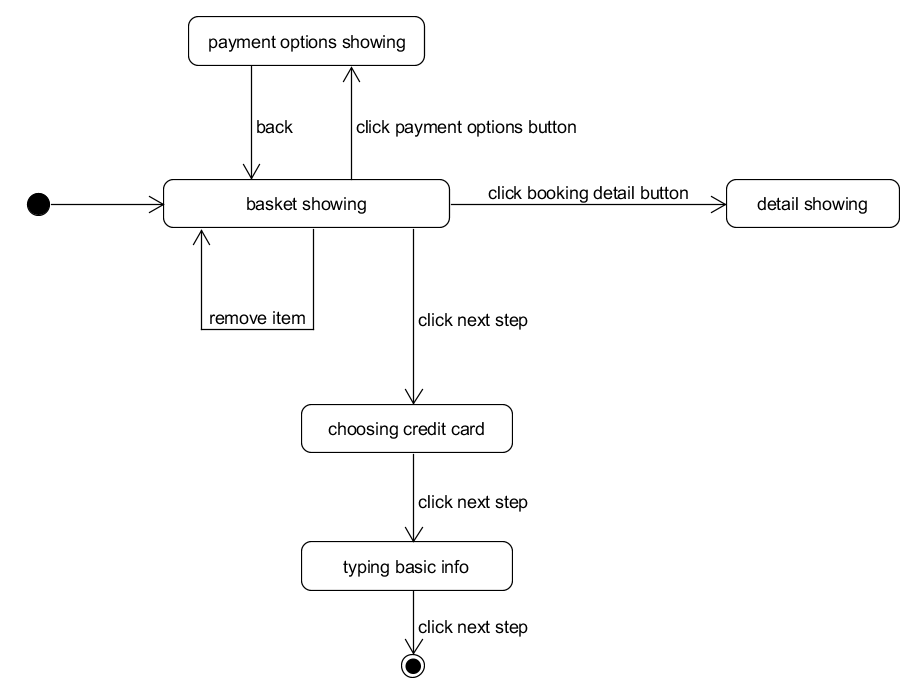 payment options showing
back
click payment options button
click booking detail button
basket showing
detail showing
remove item
click next step
choosing credit card
click next step
typing basic info
click next step